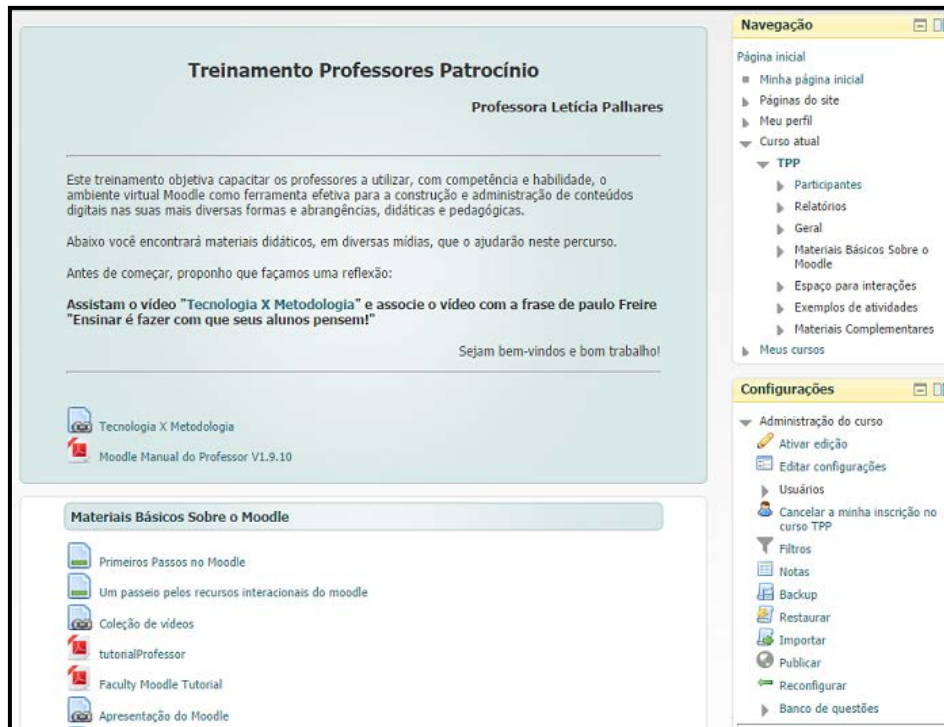 Treinamento Professores Patrocínio
Professora Letícia Palhares
Este treinamento objetiva capacitar os professores a utilizar, com competência e habilidade, o
ambiente virtual Moodle como ferramenta efetiva para a construção e administração de conteúdos
digitais nas suas mais diversas formas e abrangências, didáticas e pedagógicas.
Abaixo você encontrará materiais didáticos, em diversas mídias, que o ajudarão neste percurso.
Antes de começar, proponho que façamos uma reflexão:
Assistam o vídeo "Tecnologia X Metodologia" e associe o vídeo com a frase de paulo Freire
"Ensinar é fazer com que seus alunos pensem!"
Sejam bem-vindos e bom trabalho!
Tecnologia X Metodologia
Moodle Manual do Professor V1.9.10
Materiais Básicos Sobre o Moodle
Primeiros Passos no Moodle
Um passeio pelos recursos interacionais do moodle
Coleção de vídeos
tutorialProfessor
Faculty Moodle Tutorial
Apresentação do Moodle
Navegação
Página inicial
Minha página inicial
Páginas do site
Meu perfil
Curso atual
TPP
Participantes
Relatórios
Geral
Materiais Básicos Sobre o
Moodle
Espaço para interações
Exemplos de atividades
Materiais Complementares
Meus cursos
Configurações
Administração do curso
Ativar edição
Editar configurações
Usuários
Cancelar a minha inscrição no
curso TPP
Filtros
Notas
Backup
Restaurar
Importar
Publicar
Reconfigurar
Banco de questões